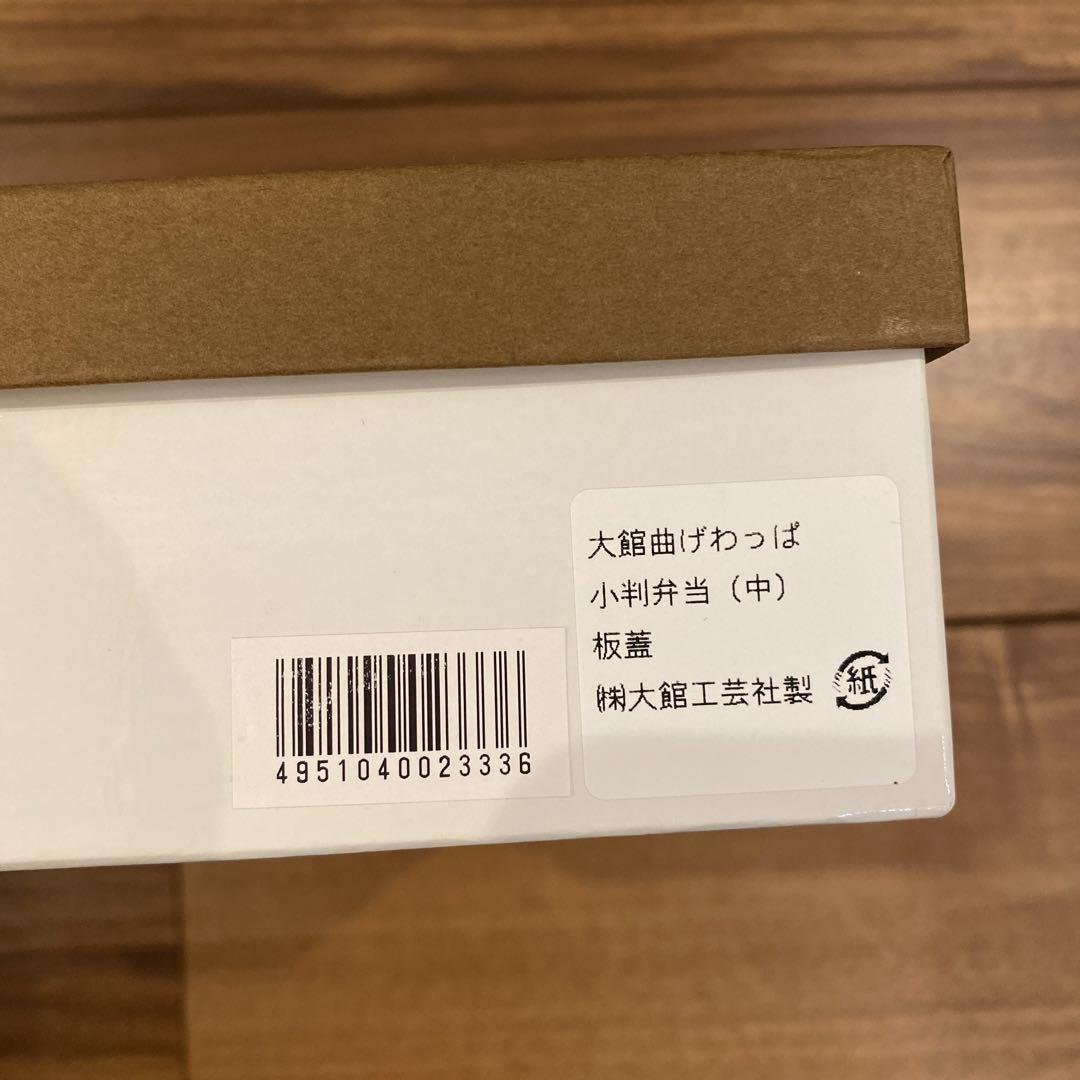 大館曲げわっぱ
小判弁当（中）
板蓋
㈱大館工芸社製
紙
4951040023336